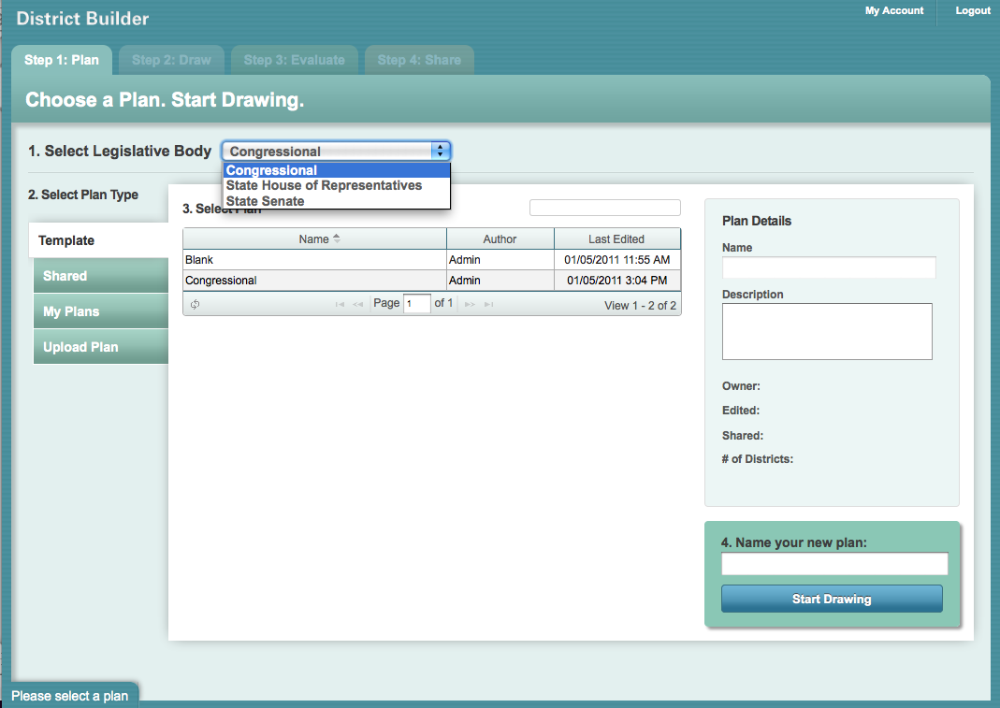 District Builder
My Account
Logout
Step 1: Plan
Step 2: Draw
Step 3: Evaluate
Step 4: Share
Choose a Plan. Start Drawing.
1. Select Legislative Body
Congressional
Congressional
State House of Representatives
State Senate
2. Select Plan Type
Template
Shared
My Plans
Upload Plan
3. Select Plan
Name Author Last Edited
Blank Admin 01/05/2011 11:55 AM
Congressional Admin 01/05/2011 3:04 PM
Page 1 of 1 View 1 - 2 of 2
Plan Details
Name
Description
Owner:
Edited:
Shared:
# of Districts:
4. Name your new plan:
Start Drawing
Please select a plan